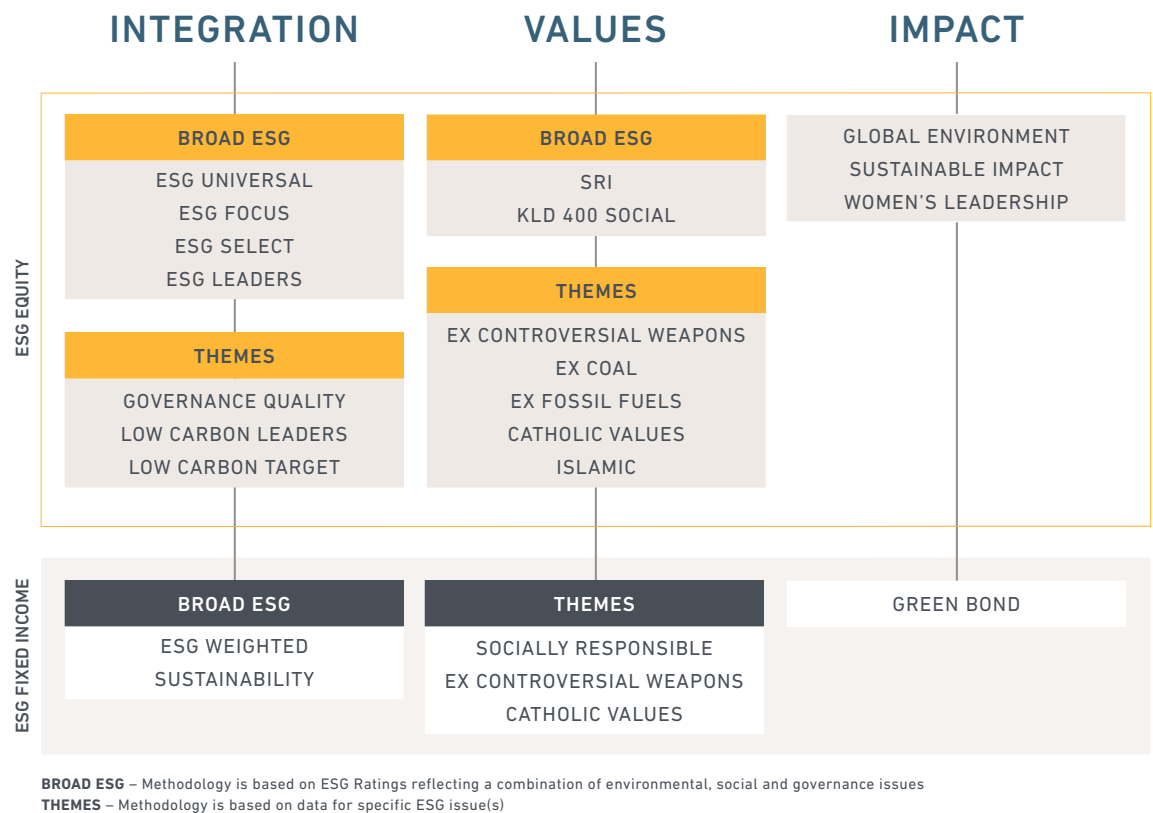 INTEGRATION
VALUES
IMPACT
ESG EQUITY
BROAD ESG
ESG UNIVERSAL
ESG FOCUS
ESG SELECT
ESG LEADERS
THEMES
GOVERNANCE QUALITY
LOW CARBON LEADERS
LOW CARBON TARGET
BROAD ESG
SRI
KLD 400 SOCIAL
THEMES
EX CONTROVERSIAL WEAPONS
EX COAL
EX FOSSIL FUELS
CATHOLIC VALUES
ISLAMIC
GLOBAL ENVIRONMENT
SUSTAINABLE IMPACT
WOMEN'S LEADERSHIP
ESG FIXED INCOME
BROAD ESG
ESG WEIGHTED
SUSTAINABILITY
THEMES
SOCIALLY RESPONSIBLE
EX CONTROVERSIAL WEAPONS
CATHOLIC VALUES
GREEN BOND
BROAD ESG – Methodology is based on ESG Ratings reflecting a combination of environmental, social and governance issues
THEMES – Methodology is based on data for specific ESG issue(s)